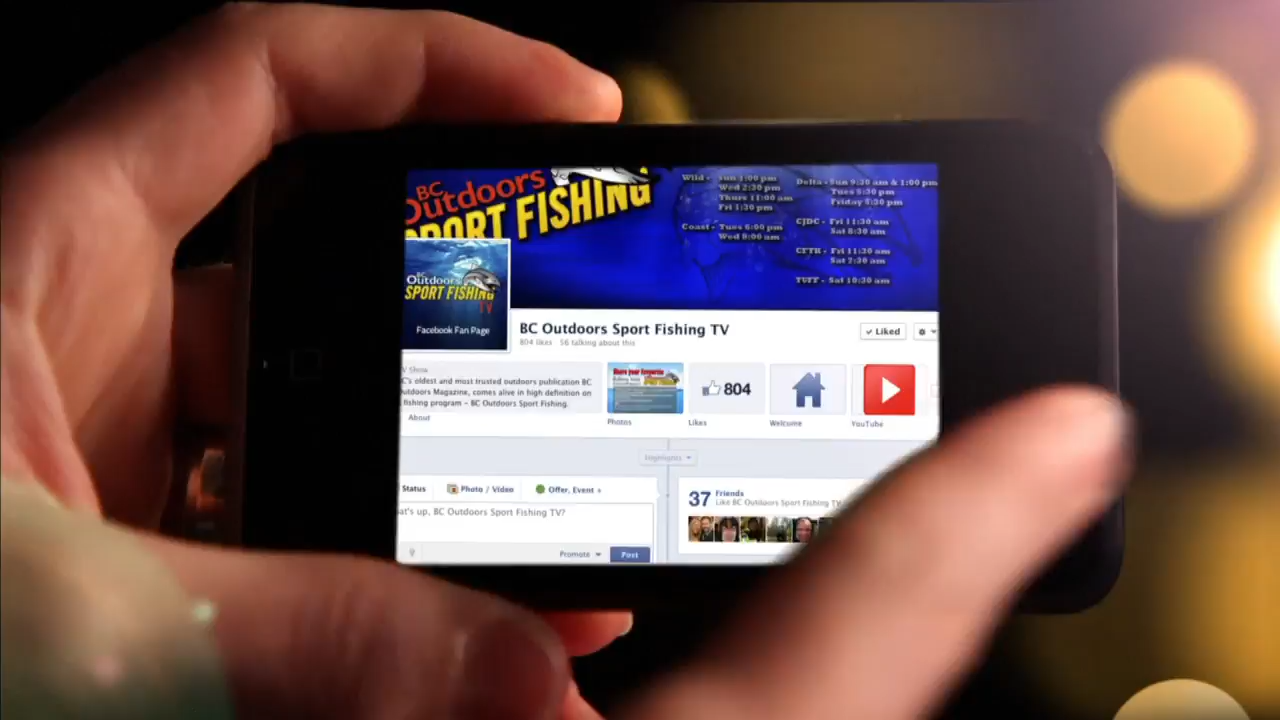 BC
Outdoors
SPORT FISHING
Wild - Sun 1:00 pm
Wed 2:30 pm
Thurs 11:00 am
Fri 1:30 pm
Coast - Tues 6:00 pm
Wed 9:00 am
Delta - Sun 9:30 am & 1:00 pm
Tues 5:30 pm
Friday 5:30 pm
CJDC - Fri 11:30 am
Sat 8:30 am
CFTK - Fri 11:30 am
Sat 7:30 am
Sat 10:30 am
BC
Outdoors
SPORT FISHING
TV
Facebook Fan Page
BC Outdoors Sport Fishing TV
804 likes · 56 talking about this
Liked
Show
C's oldest and most trusted outdoors publication BC
utdoors Magazine, comes alive in high definition on
fishing program – BC Outdoors Sport Fishing.
About
Photos
804
Likes
Welcome
YouTube
Highlights
Status
Photo / Video
Offer, Event +
at's up, BC Outdoors Sport Fishing TV?
Promote
Post
37 Friends
Like BC Outdoors Sport Fishing TV